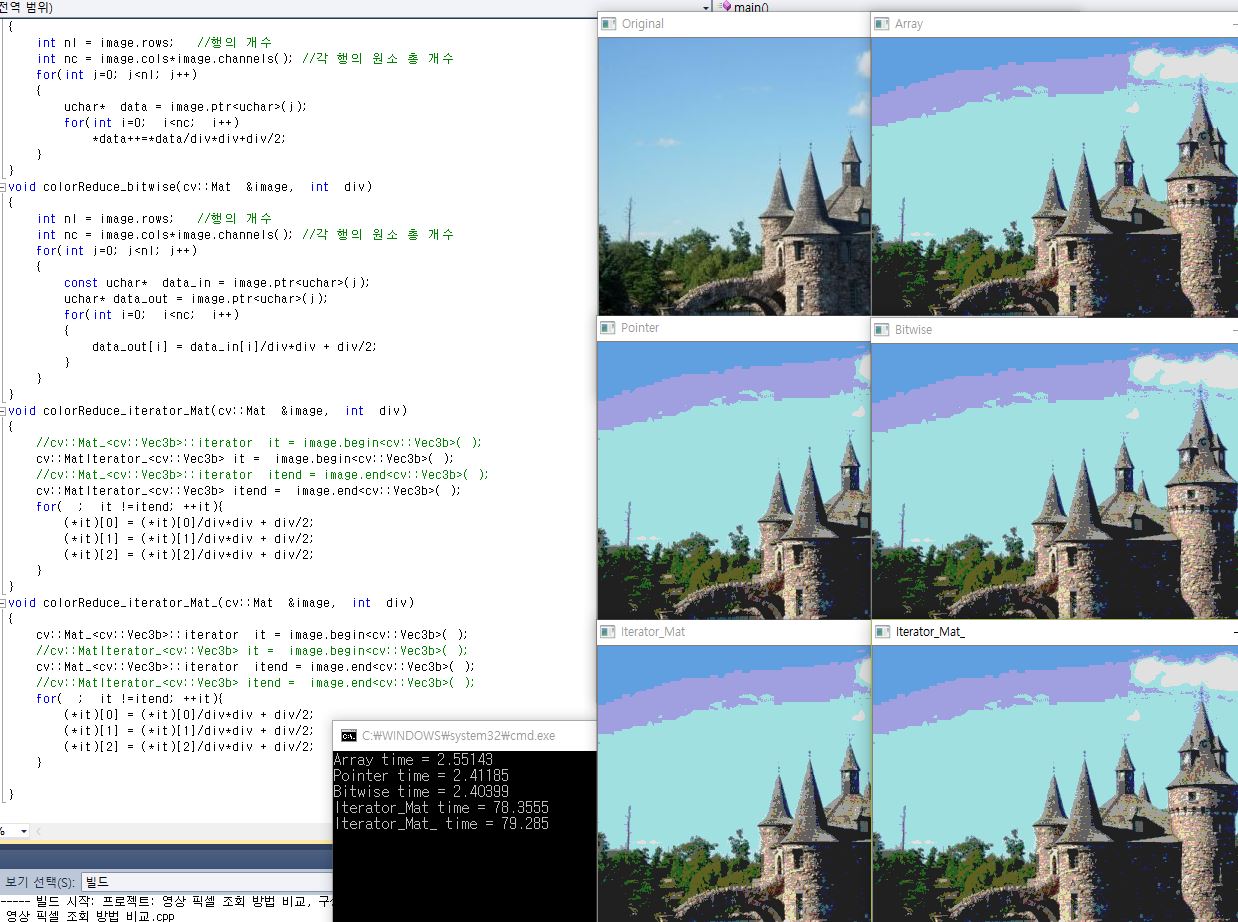 전역 범위)
main()
{
int nl = image.rows;   //행의 개수
int nc = image.cols*image.channels(); //각 행의 원소 총 개수
for(int j=0; j<nl; j++)
{
uchar*  data = image.ptr<uchar>(j);
for(int i=0;  i<nc;  i++)
*data++=*data/div*div+div/2;
}
}
void colorReduce_bitwise(cv::Mat  &image,  int  div)
{
int nl = image.rows;   //행의 개수
int nc = image.cols*image.channels(); //각 행의 원소 총 개수
for(int j=0; j<nl; j++)
{
const uchar*  data_in = image.ptr<uchar>(j);
uchar* data_out = image.ptr<uchar>(j);
for(int i=0;  i<nc;  i++)
{
data_out[i] = data_in[i]/div*div + div/2;
}
}
}
void colorReduce_iterator_Mat(cv::Mat  &image,  int  div)
{
//cv::Mat_<cv::Vec3b>::iterator  it = image.begin<cv::Vec3b>( );
cv::MatIterator_<cv::Vec3b> it =  image.begin<cv::Vec3b>( );
//cv::Mat_<cv::Vec3b>::iterator  itend = image.end<cv::Vec3b>( );
cv::MatIterator_<cv::Vec3b> itend =  image.end<cv::Vec3b>( );
for(  ;  it !=itend; ++it){
(*it)[0] = (*it)[0]/div*div + div/2;
(*it)[1] = (*it)[1]/div*div + div/2;
(*it)[2] = (*it)[2]/div*div + div/2;
}
}
void colorReduce_iterator_Mat_(cv::Mat  &image,  int  div)
{
cv::Mat_<cv::Vec3b>::iterator  it = image.begin<cv::Vec3b>( );
//cv::MatIterator_<cv::Vec3b> it =  image.begin<cv::Vec3b>( );
cv::Mat_<cv::Vec3b>::iterator  itend = image.end<cv::Vec3b>( );
//cv::MatIterator_<cv::Vec3b> itend =  image.end<cv::Vec3b>( );
for(  ;  it !=itend; ++it){
(*it)[0] = (*it)[0]/div*div + div/2;
(*it)[1] = (*it)[1]/div*div + div/2;
(*it)[2] = (*it)[2]/div*div + div/2;
}
}
%
보기 선택(S): 빌드
----- 빌드 시작: 프로젝트: 영상 픽셀 조회 방법 비교, 구성
영상 픽셀 조회 방법 비교.cpp
C:₩WINDOWS₩system32₩cmd.exe
Array time = 2.55143
Pointer time = 2.41185
Bitwise time = 2.40399
Iterator_Mat time = 78.3555
Iterator_Mat_ time = 79.285
Original
Array
Pointer
Bitwise
Iterator_Mat
Iterator_Mat_